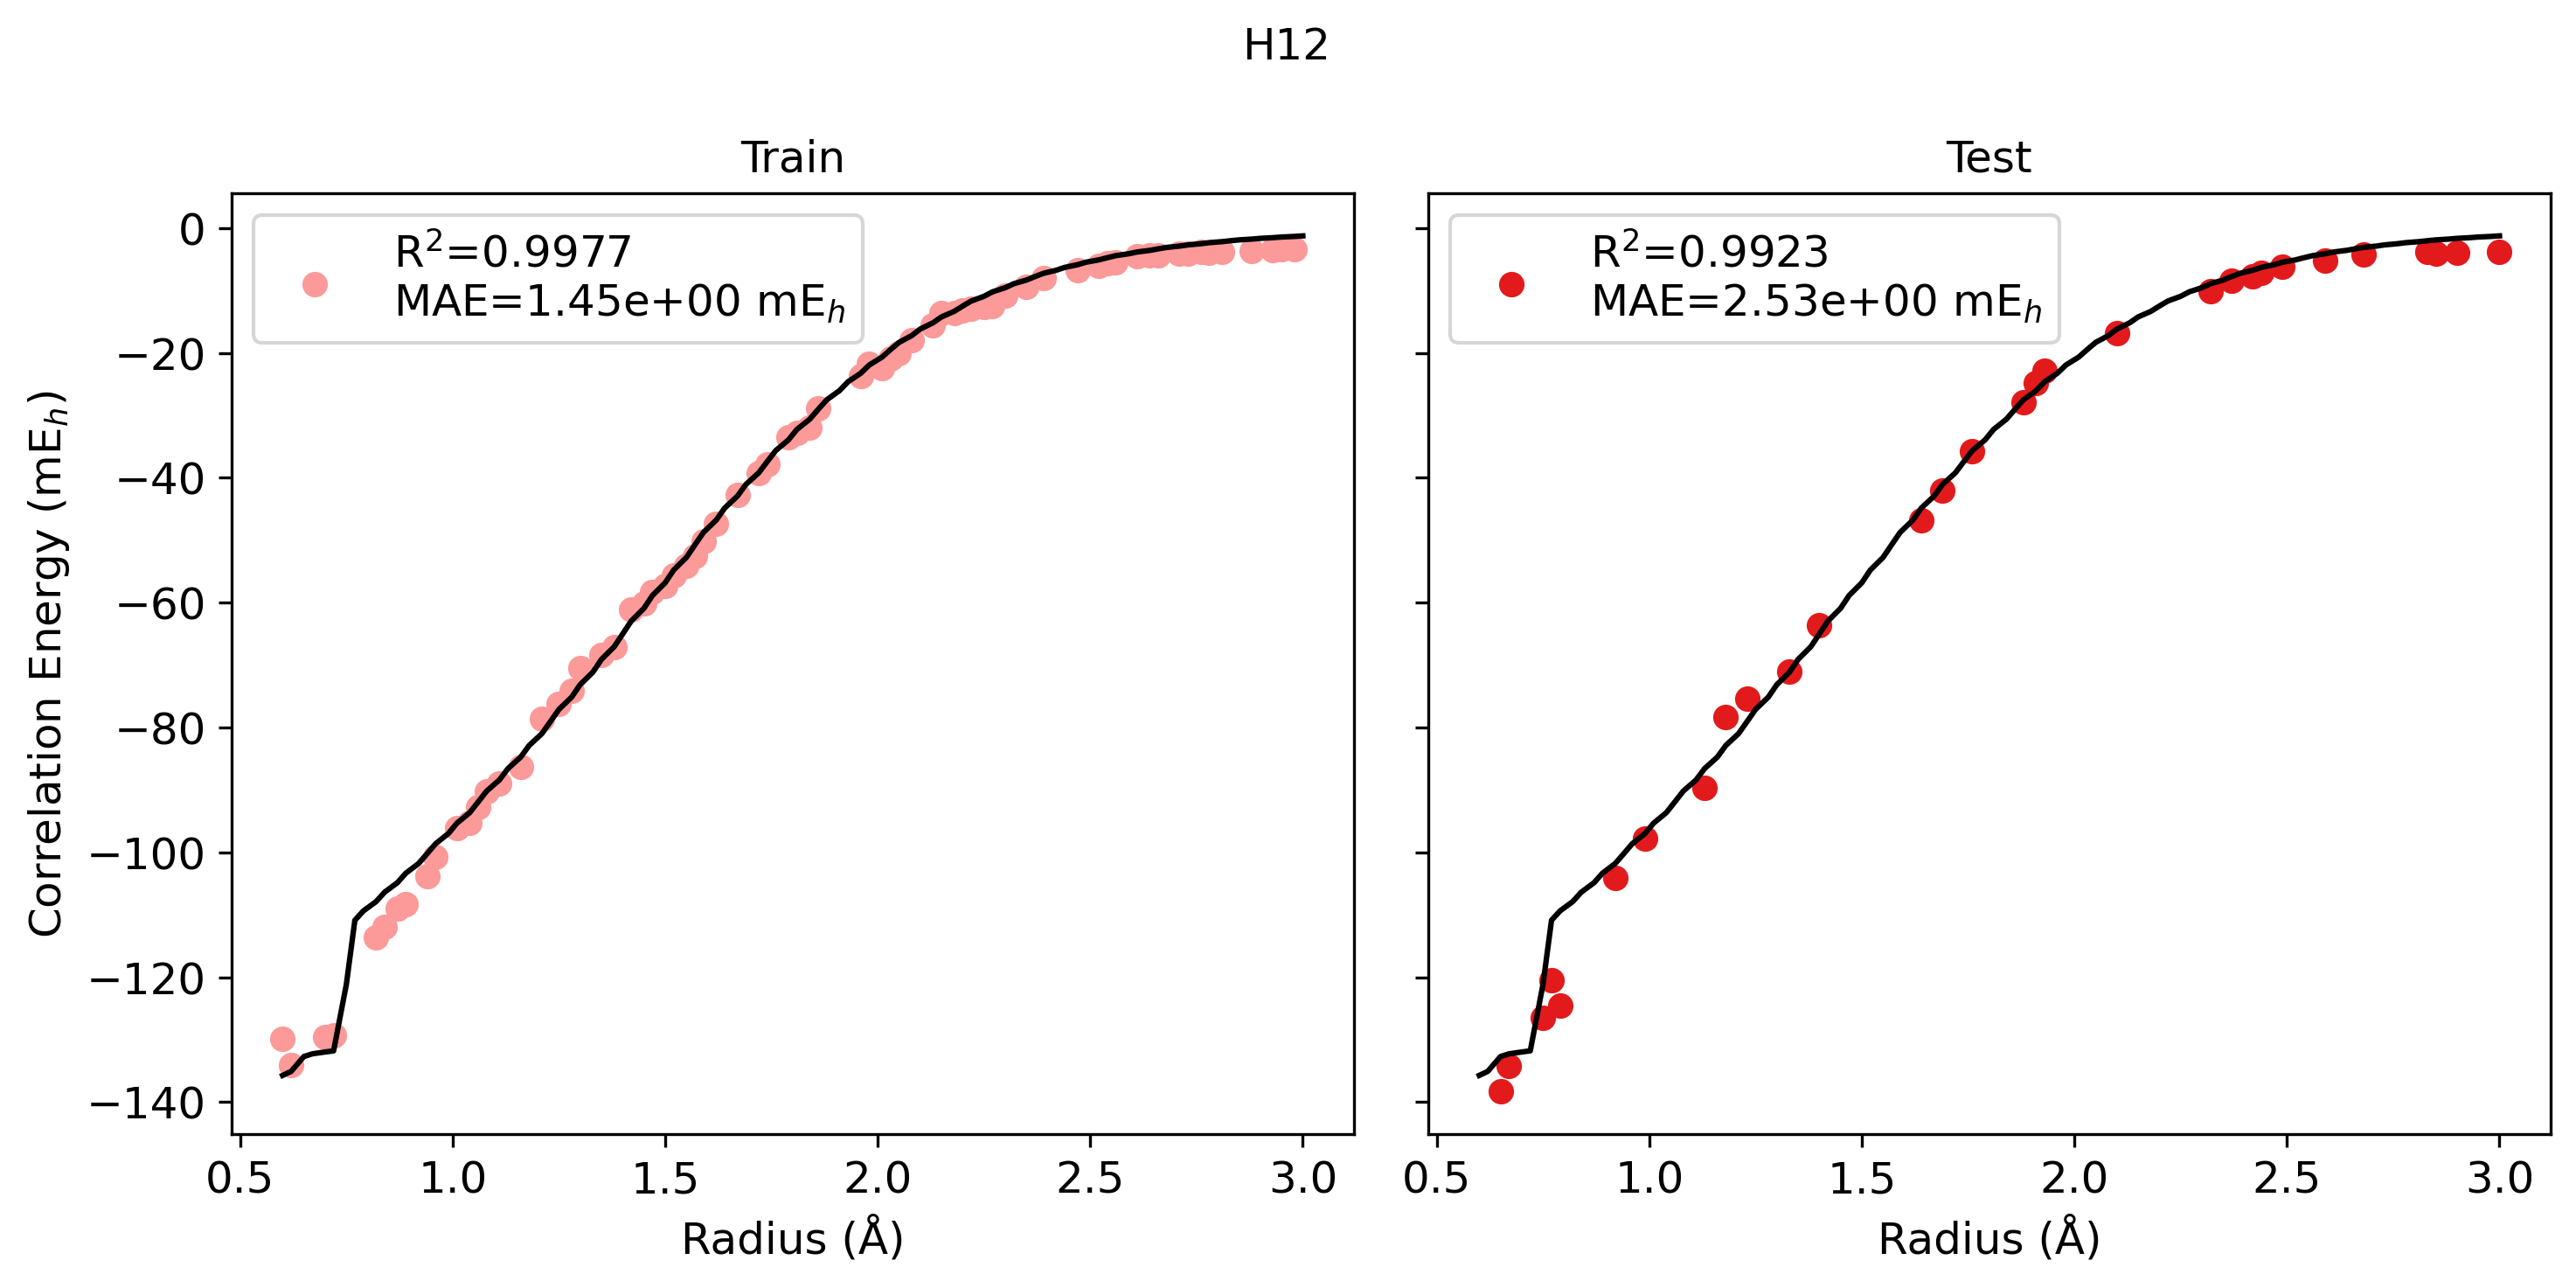 H12
Train
Test
R²=0.9977
MAE=1.45e+00 mEₕ
R²=0.9923
MAE=2.53e+00 mEₕ
Correlation Energy (mEₕ)
0
−20
−40
−60
−80
−100
−120
−140
0.5 1.0 1.5 2.0 2.5 3.0
0.5 1.0 1.5 2.0 2.5 3.0
Radius (Å)
Radius (Å)